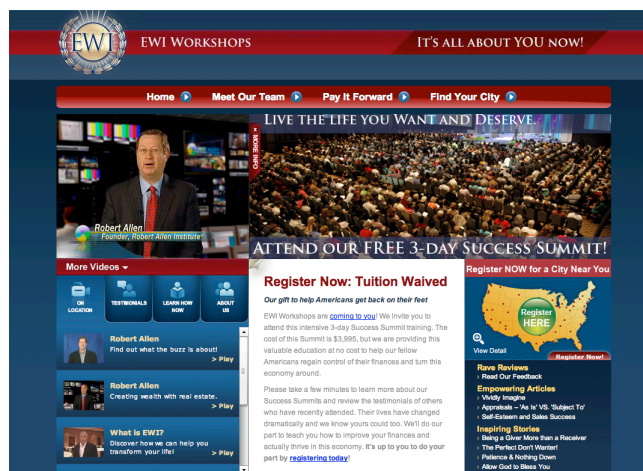 EWI
EWI WORKSHOPS
IT'S ALL ABOUT YOU NOW!
Home
Meet Our Team
Pay It Forward
Find Your City
Robert Allen
Founder, Robert Allen Institute
MORE INFO
LIVE THE LIFE YOU WANT AND DESERVE.
ATTEND OUR FREE 3-DAY SUCCESS SUMMIT!
More Videos
ON LOCATION
TESTIMONIALS
LEARN HOW NOW
ABOUT US
Robert Allen
Find out what the buzz is about!
> Play
Robert Allen
Creating wealth with real estate.
> Play
What is EWI?
Discover how we can help you
transform your life!
> Play
Register Now: Tuition Waived
Our gift to help Americans get back on their feet
EWI Workshops are coming to you! We invite you to
attend this intensive 3-day Success Summit training. The
cost of this Summit is $3,995, but we are providing this
valuable education at no cost to help our fellow
Americans regain control of their finances and turn this
economy around.
Please take a few minutes to learn more about our
Success Summits and review the testimonials of others
who have recently attended. Their lives have changed
dramatically and we know yours could too. We'll do our
part to teach you how to improve your finances and
actually thrive in this economy. It's up to you to do your
part by registering today!
Register NOW for a City Near You
Register
HERE
View Detail
Register Now!
Rave Reviews
› Read Our Feedback
Empowering Articles
› Vividly Imagine
› Appraisals – 'As Is' VS. 'Subject To'
› Self-Esteem and Sales Success
Inspiring Stories
› Being a Giver More than a Receiver
› The Perfect Don't Wanter!
› Patience & Nothing Down
› Allow God to Bless You